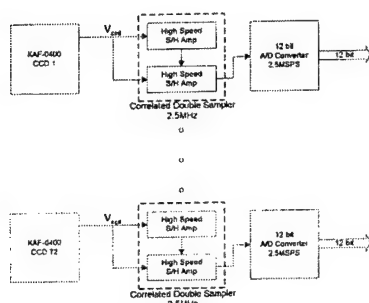 KAF-0400
CCD 1
High Speed
S/H Amp
High Speed
S/H Amp
Correlated Double Sampler
2.5MHz
12 bit
A/D Converter
2.5MSPS
12 bit
KAF-0400
CCD 12
High Speed
S/H Amp
High Speed
S/H Amp
Correlated Double Sampler
12 bit
A/D Converter
2.5MSPS
12 bit